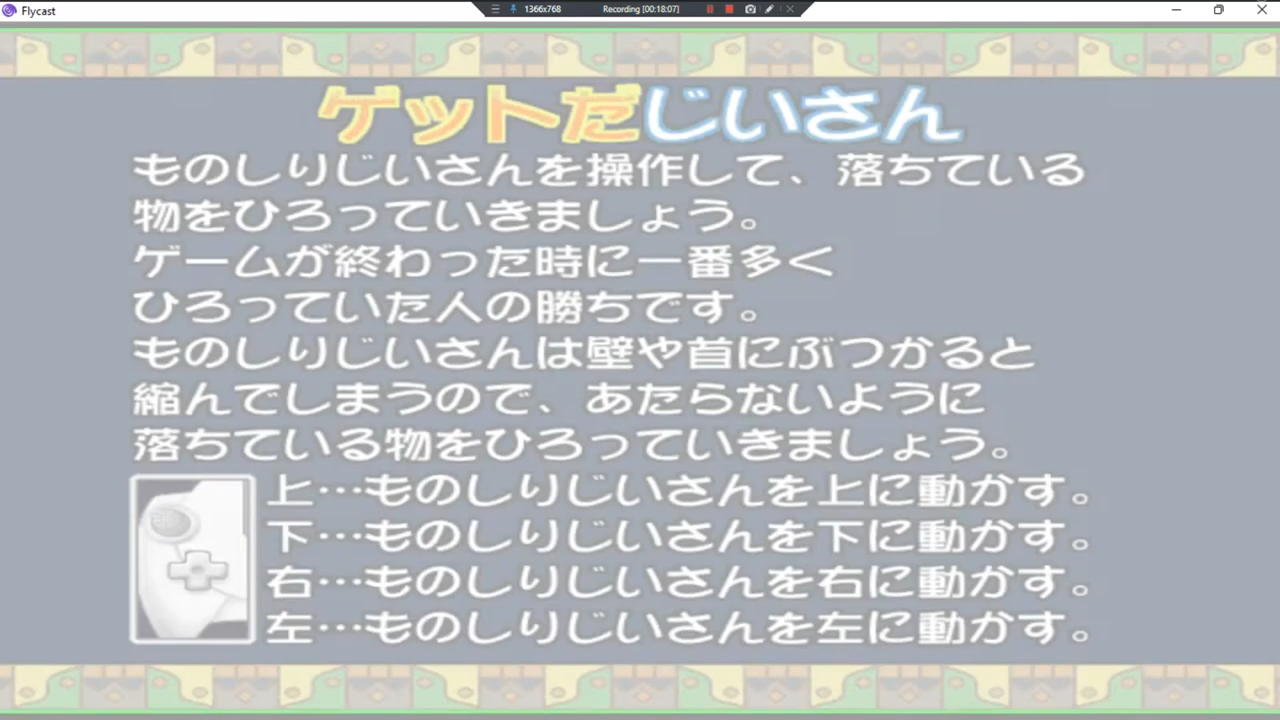 Flycast
1366x768
Recording [00:18:07]
ゲットだじいさん
ものしりじいさんを操作して、落ちている
物をひろっていきましょう。
ゲームが終わった時に一番多く
ひろっていた人の勝ちです。
ものしりじいさんは壁や首にぶつかると
縮んでしまうので、あたらないように
落ちている物をひろっていきましょう。
上…ものしりじいさんを上に動かす。
下…ものしりじいさんを下に動かす。
右…ものしりじいさんを右に動かす。
左…ものしりじいさんを左に動かす。